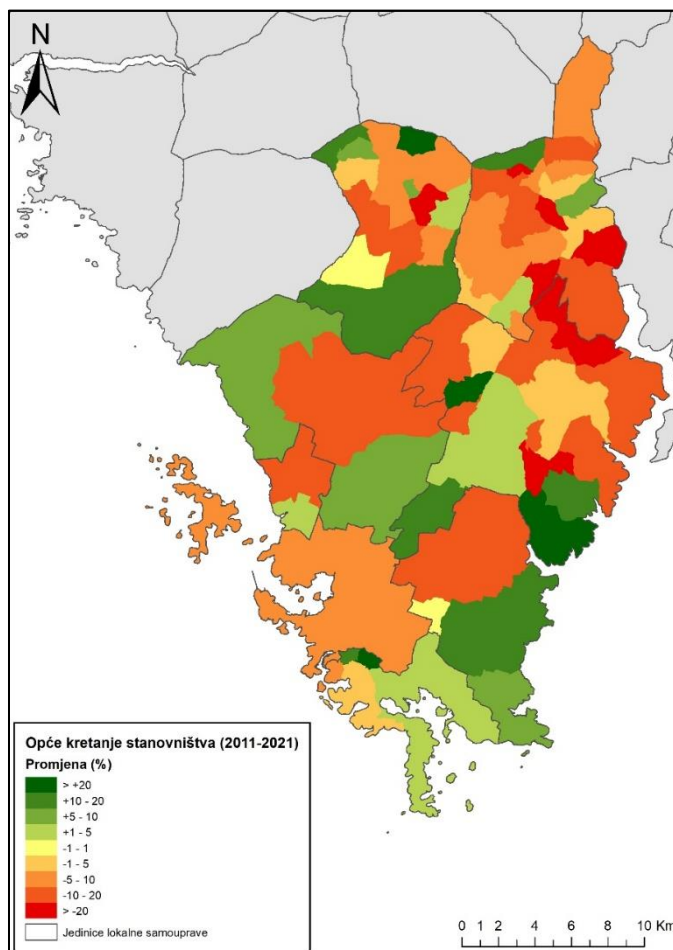 N
Opće kretanje stanovništva (2011-2021)
Promjena (%)
> +20
+10 - 20
+5 - 10
+1 - 5
-1 - 1
-1 - 5
-5 - 10
-10 - 20
> -20
Jedinice lokalne samouprave
0 1 2 4 6 8 10 Km